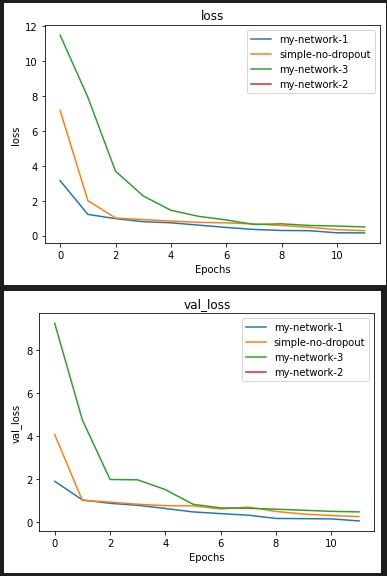 loss
12
10
8
6
4
2
0
loss
my-network-1
simple-no-dropout
my-network-3
my-network-2
0 2 4 6 8 10
Epochs
val_loss
8
6
4
2
0
val_loss
my-network-1
simple-no-dropout
my-network-3
my-network-2
0 2 4 6 8 10
Epochs